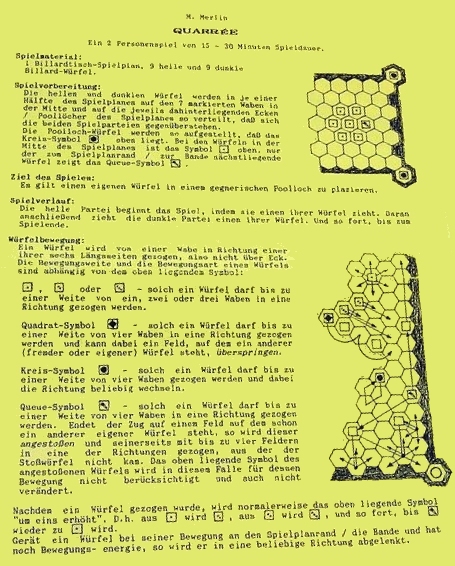 M. Merlin
QUARRÉE
Ein 2 Personenspiel von 15 - 30 Minuten Spieldauer.
Spielmaterial:
1 Billardtisch-Spielplan, 9 helle und 9 dunkle
Billard-Würfel.
Spielvorbereitung:
Die hellen und dunklen Würfel werden in je einer
Hälfte des Spielplanes auf den 7 markierten Waben in
der Mitte und auf die jeweils dahinterliegenden Ecken
/ Poollöcher des Spielplanes so verteilt, daß sich
die beiden Spielparteien gegenüberstehen.
Die Poolloch-Würfel werden so aufgestellt, daß das
Kreis-Symbol oben liegt. Bei den Würfeln in der
Mitte des Spielplanes ist das Symbol oben, nur
der zum Spielplanrand / zur Bande nächstliegende
Würfel zeigt das Queue-Symbol .
Ziel des Spieles:
Es gilt einen eigenen Würfel in einem gegnerischen Poolloch zu plazieren.
Spielverlauf:
Die helle Partei beginnt das Spiel, indem sie einen ihrer Würfel zieht. Daran
anschließend zieht die dunkle Partei einen ihrer Würfel. Und so fort, bis zum
Spielende.
Würfelbewegung:
Ein Würfel wird von einer Wabe in Richtung einer
ihrer sechs Längsseiten gezogen, also nicht über Eck.
Die Bewegungsweite und die Bewegungsart eines Würfels
sind abhängig von dem oben liegendem Symbol:
, oder - solch ein Würfel darf bis zu
einer Weite von ein, zwei oder drei Waben in eine
Richtung gezogen werden.
Quadrat-Symbol - solch ein Würfel darf bis zu
einer Weite von vier Waben in eine Richtung gezogen
werden und kann dabei ein Feld, auf dem ein anderer
(fremder oder eigener) Würfel steht, überspringen.
Kreis-Symbol - solch ein Würfel darf bis zu
einer Weite von vier Waben gezogen werden und dabei
die Richtung beliebig wechseln.
Queue-Symbol - solch ein Würfel darf bis zu
einer Weite von vier Waben in eine Richtung gezogen
werden. Endet der Zug auf einem Feld auf dem schon
ein anderer eigener Würfel steht, so wird dieser
angestoßen und seinerseits mit bis zu vier Feldern
in eine der Richtungen gezogen, aus der der
Stoßwürfel nicht kam. Das oben liegende Symbol des
angestoßenen Würfels wird in diesem Falle für dessen
Bewegung nicht berücksichtigt und auch nicht
verändert.
Nachdem ein Würfel gezogen wurde, wird normalerweise das oben liegende Symbol
"um eins erhöht". D.h. aus wird , aus wird , und so fort, bis
wieder zu wird.
Gerät ein Würfel bei seiner Bewegung an den Spielplanrand / die Bande und hat
noch Bewegungs- energie, so wird er in eine beliebige Richtung abgelenkt.